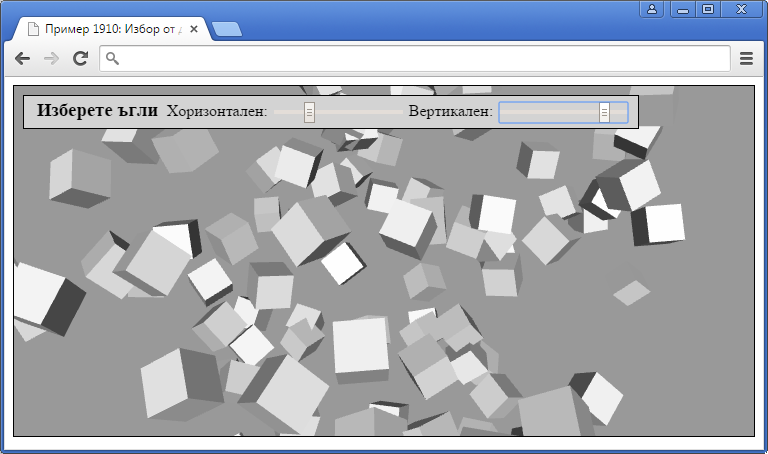 Пример 1910: Избор от д
Изберете ъгли Хоризонтален: Вертикален: